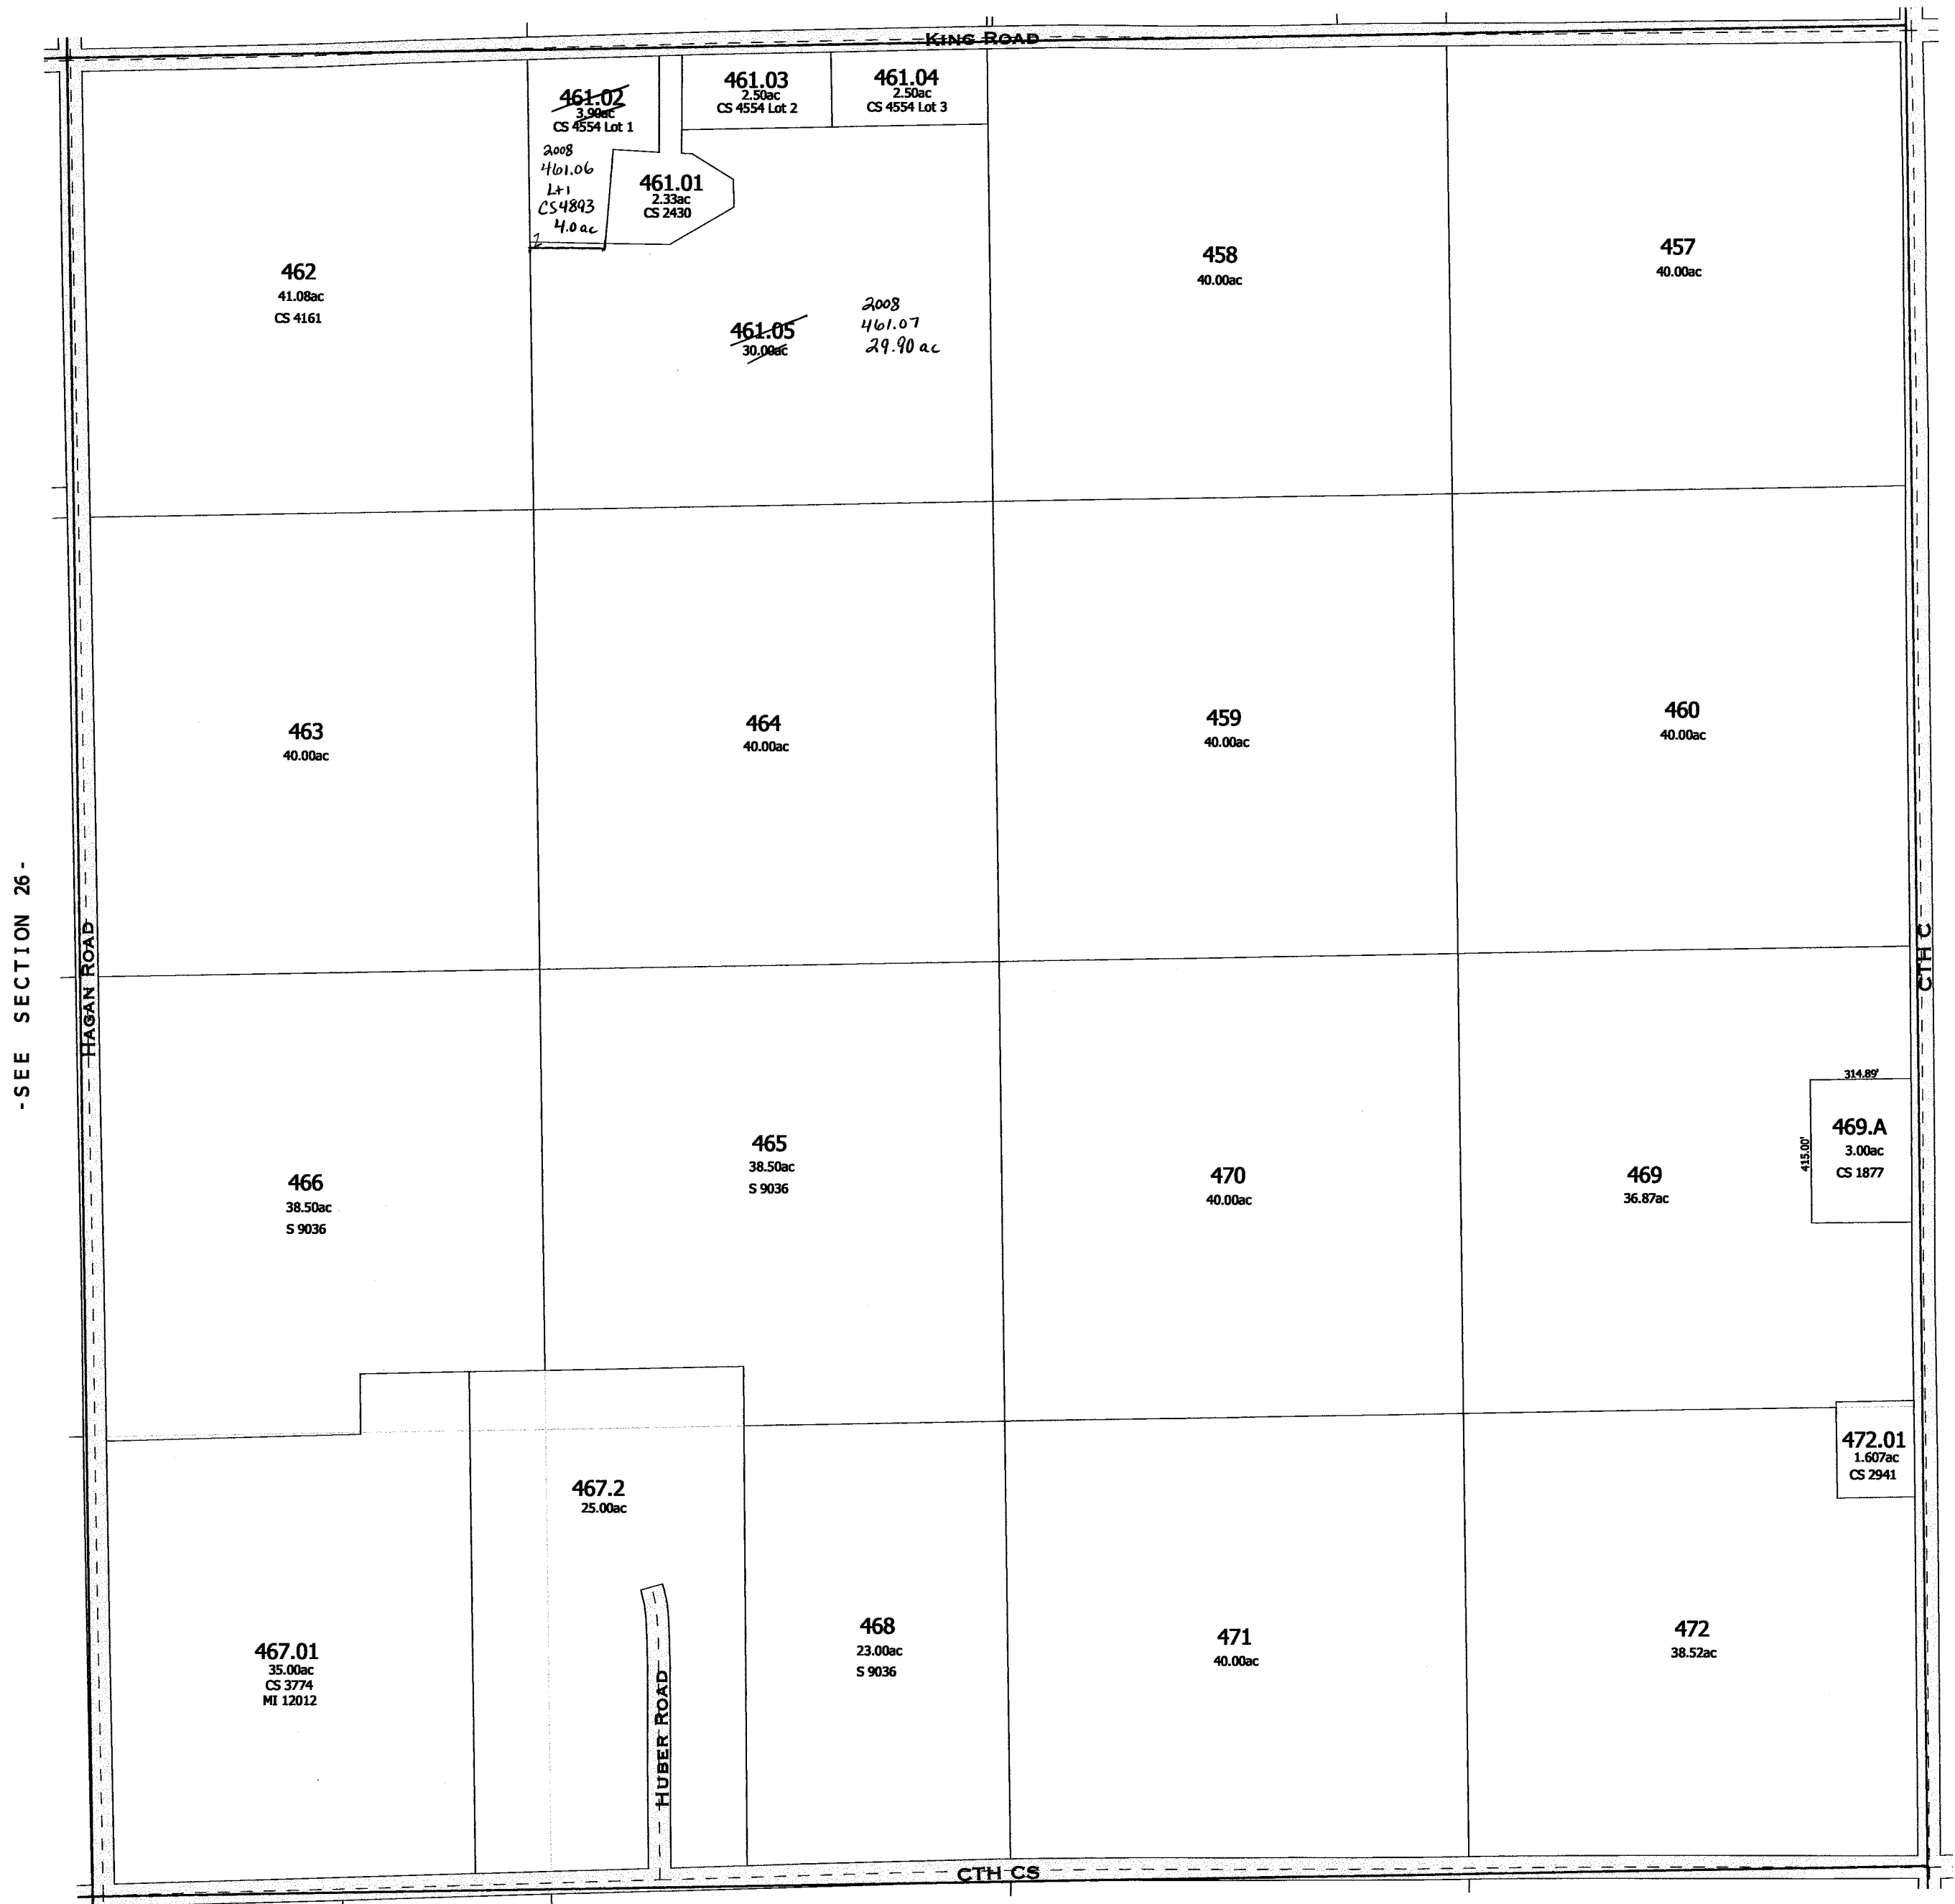 KING ROAD
461.02
3.90ac
CS 4554 Lot 1
461.03
2.50ac
CS 4554 Lot 2
461.04
2.50ac
CS 4554 Lot 3
2008
461.06
Lt 1
CS4893
4.0 ac
461.01
2.33ac
CS 2430
462
41.08ac
CS 4161
461.05
30.00ac
2008
461.07
29.90 ac
458
40.00ac
457
40.00ac
463
40.00ac
464
40.00ac
459
40.00ac
460
40.00ac
- SEE SECTION 26 -
HAGAN ROAD
CTH C
466
38.50ac
S 9036
465
38.50ac
S 9036
470
40.00ac
469
36.87ac
314.89'
415.00'
469.A
3.00ac
CS 1877
472.01
1.607ac
CS 2941
467.2
25.00ac
467.01
35.00ac
CS 3774
MI 12012
HUBER ROAD
468
23.00ac
S 9036
471
40.00ac
472
38.52ac
CTH CS